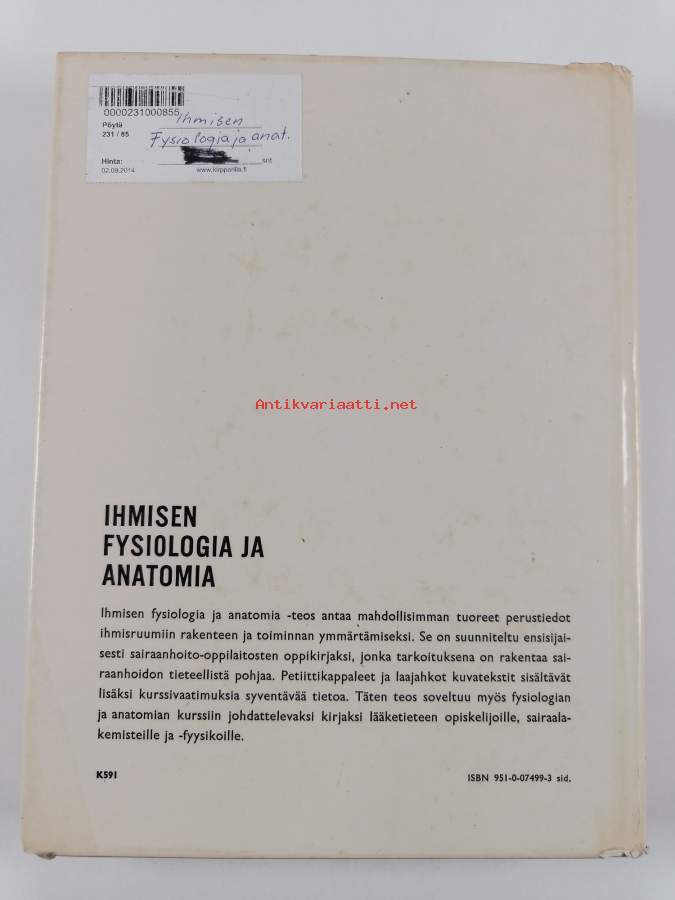 0000231000855
Pöytä
231 / 85
Ihmisen
Fysiologia ja anat.
Hinta: snt
02.09.2014 www.kirpparilla.fi
Antikvariaatti.net
IHMISEN
FYSIOLOGIA JA
ANATOMIA
Ihmisen fysiologia ja anatomia -teos antaa mahdollisimman tuoreet perustiedot
ihmisruumiin rakenteen ja toiminnan ymmärtämiseksi. Se on suunniteltu ensisijai-
sesti sairaanhoito-oppilaitosten oppikirjaksi, jonka tarkoituksena on rakentaa sai-
raanhoidon tieteellistä pohjaa. Petiittikappaleet ja laajahkot kuvatekstit sisältävät
lisäksi kurssivaatimuksia syventävää tietoa. Täten teos soveltuu myös fysiologian
ja anatomian kurssiin johdattelevaksi kirjaksi lääketieteen opiskelijoille, sairaala-
kemisteille ja -fyysikoille.
K591 ISBN 951-0-07499-3 sid.